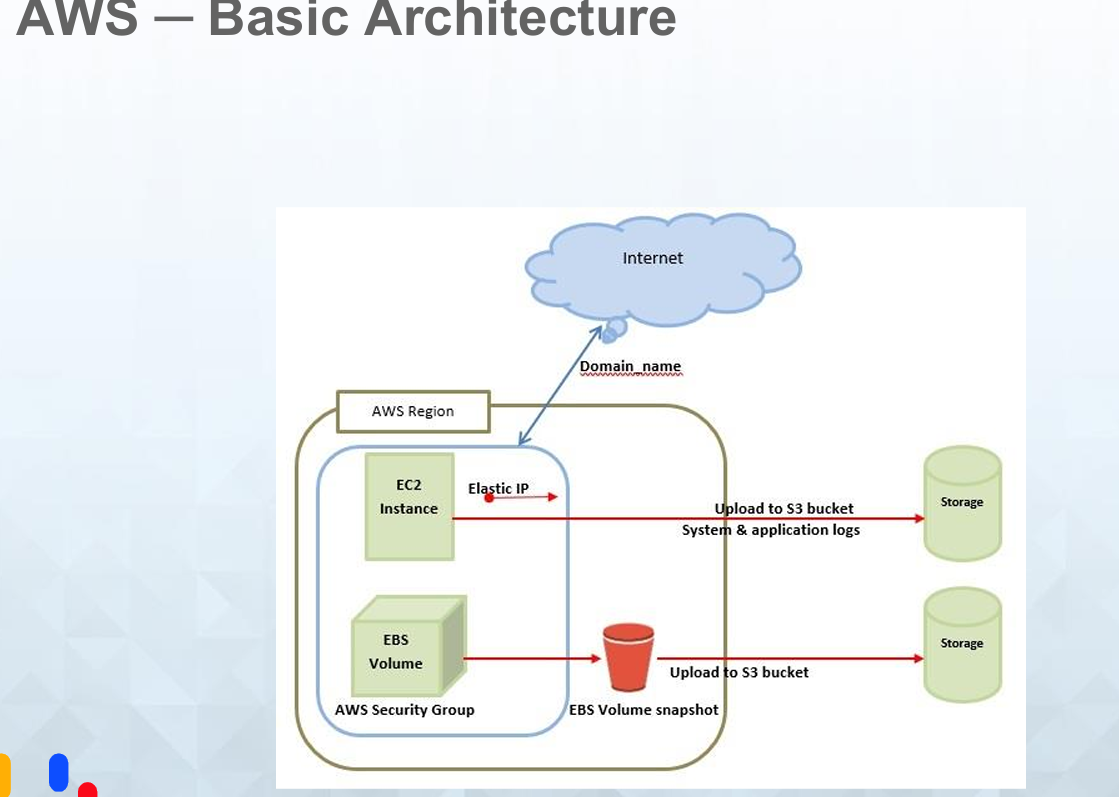 AWS — Basic Architecture
Internet
Domain_name
AWS Region
EC2
Instance
Elastic IP
Upload to S3 bucket
System & application logs
Storage
EBS
Volume
Upload to S3 bucket
Storage
AWS Security Group
EBS Volume snapshot